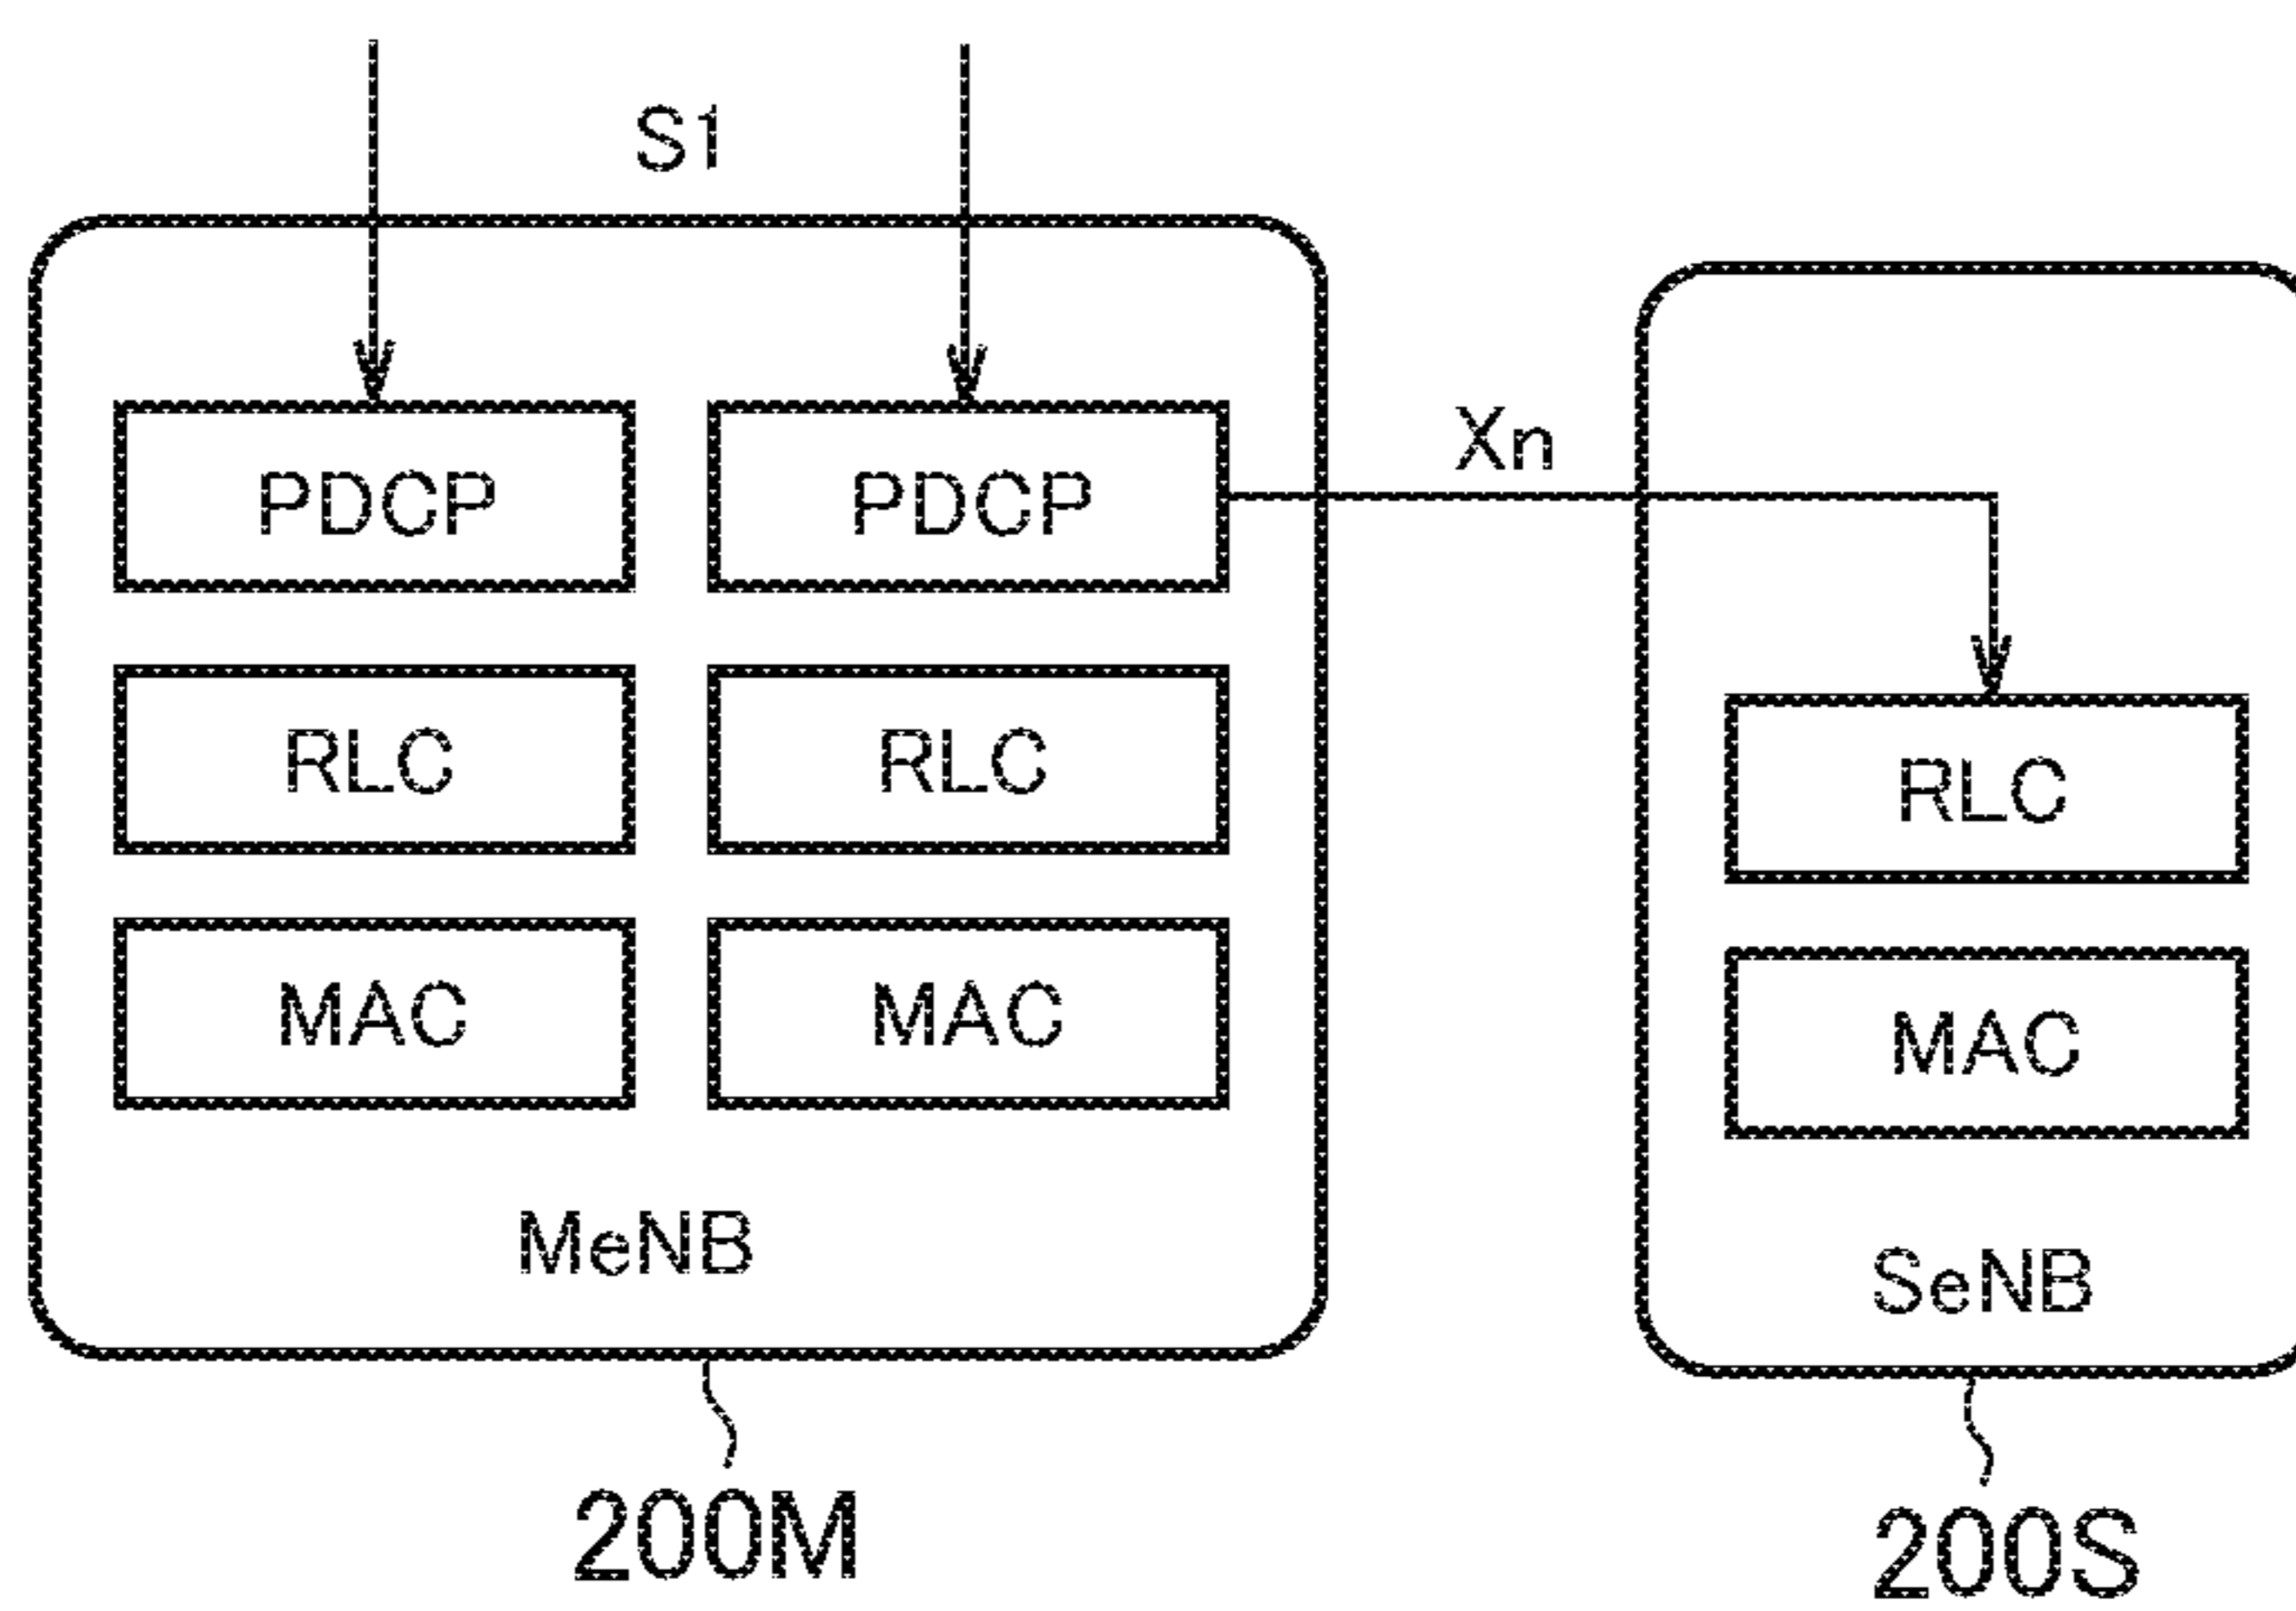 S1
Xn
PDCP PDCP
RLC RLC RLC
MAC MAC MAC
MeNB SeNB
200M 200S